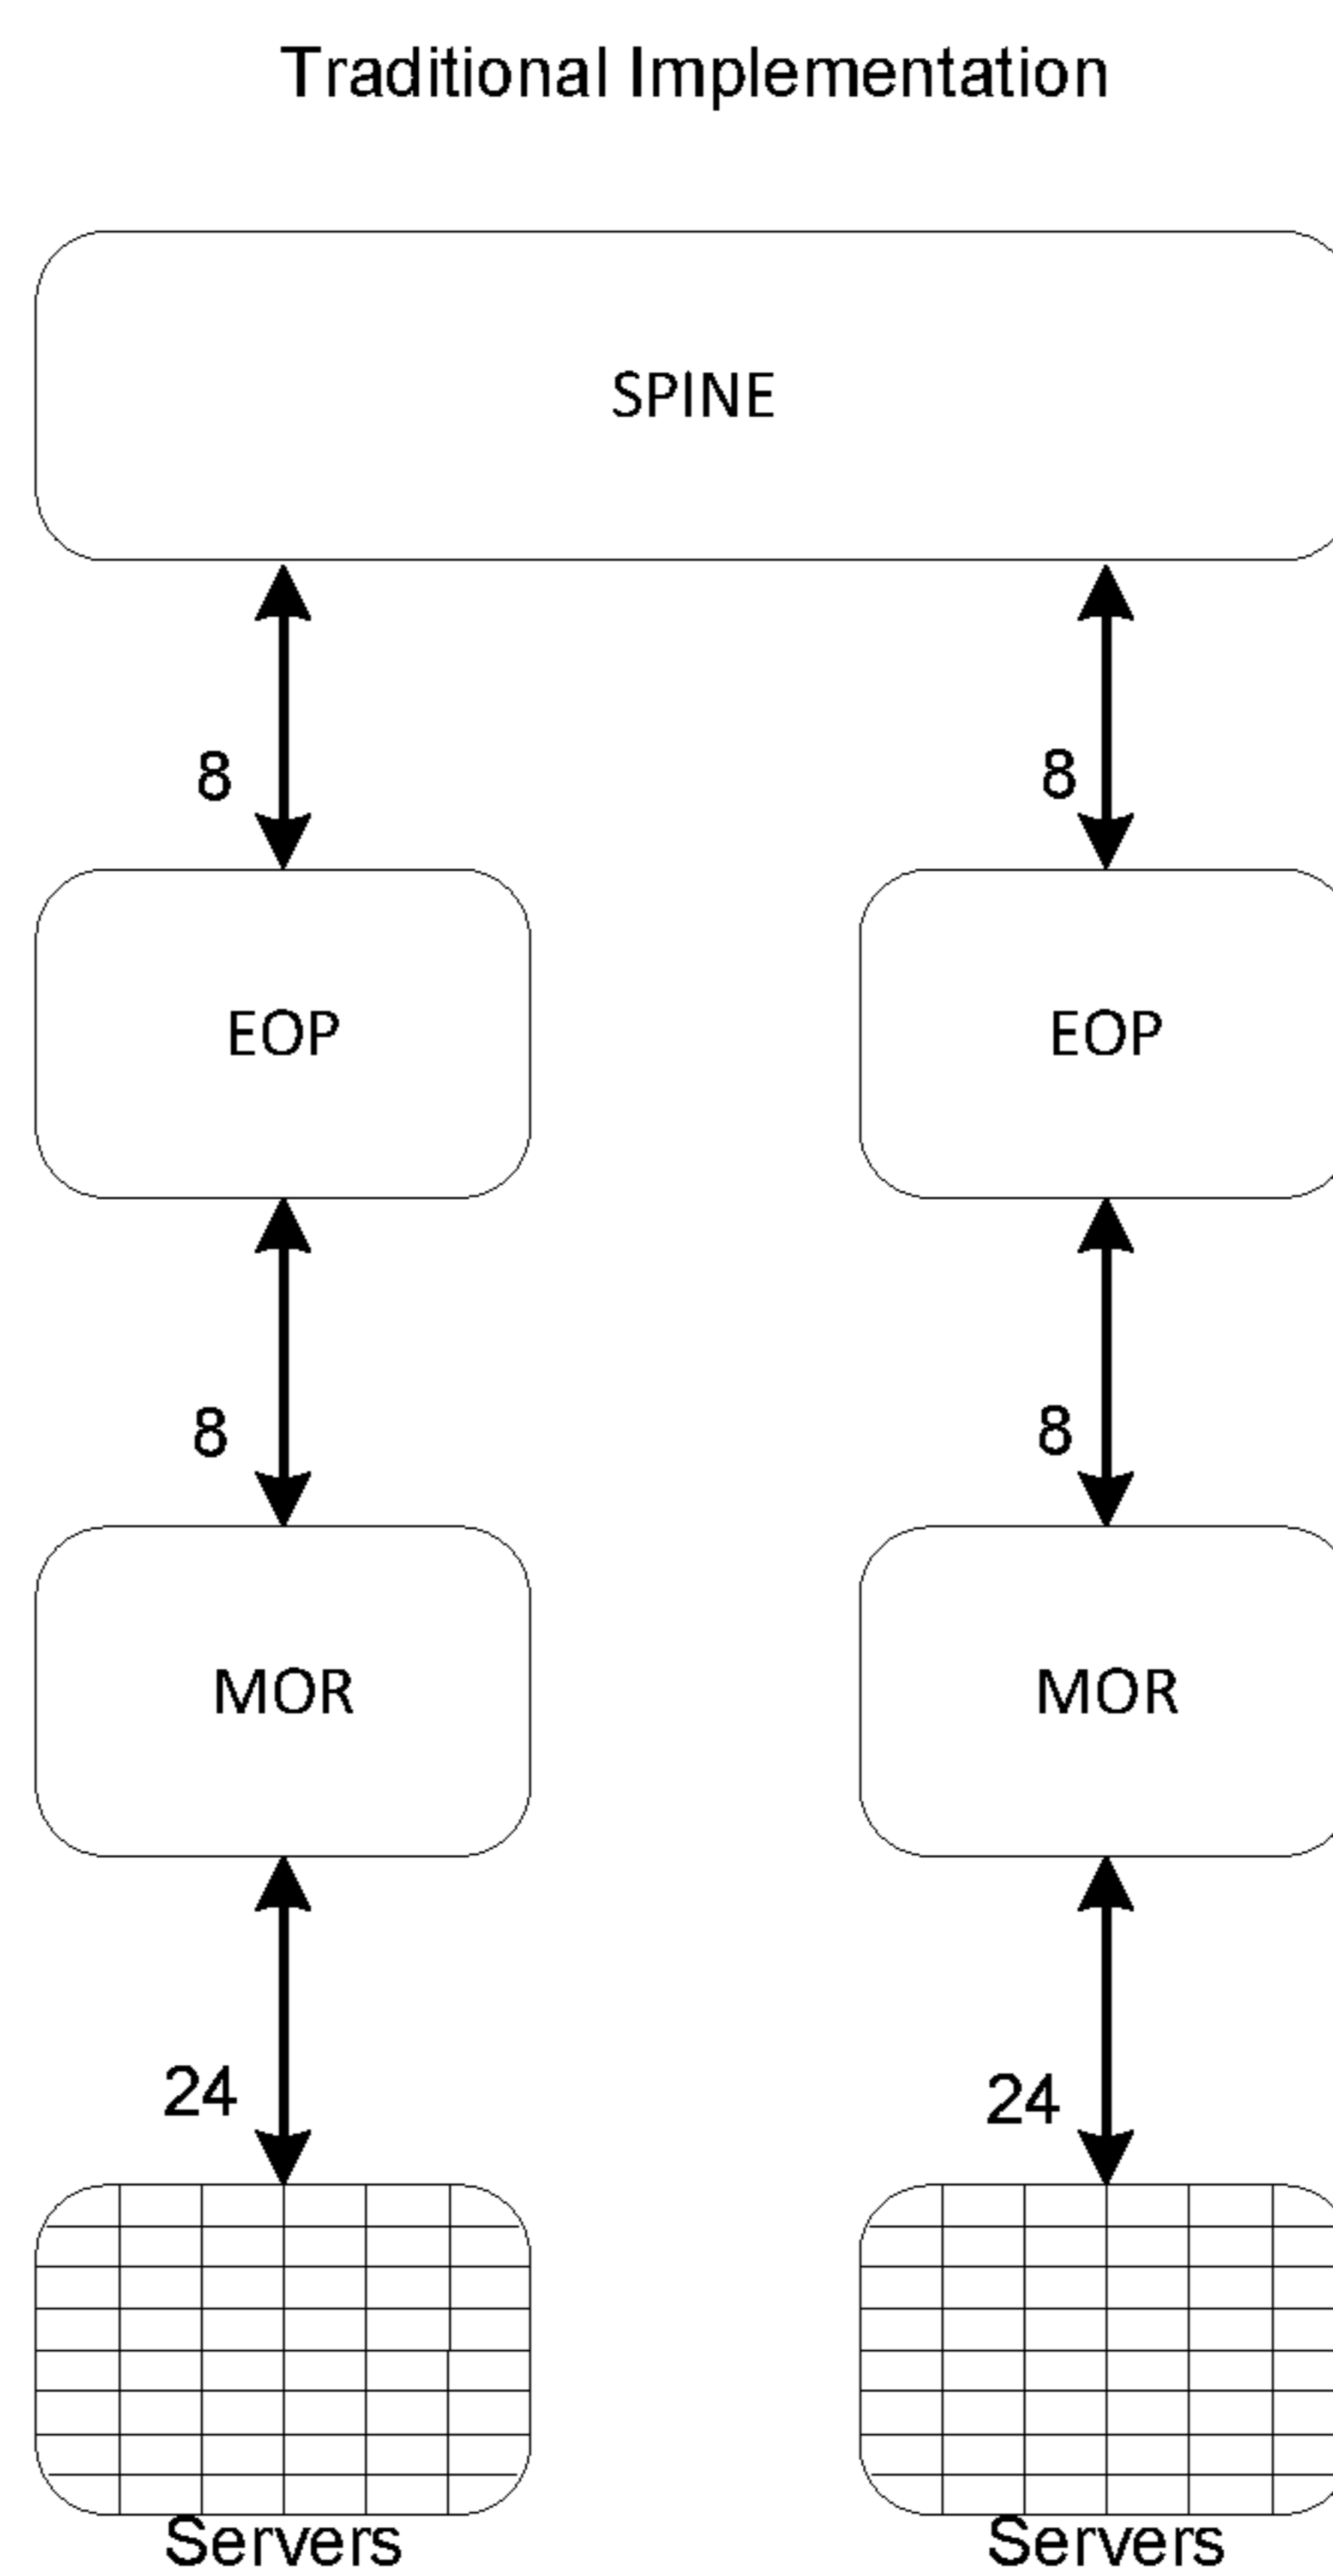 Traditional Implementation
SPINE
8 8
EOP EOP
8 8
MOR MOR
24 24
Servers Servers